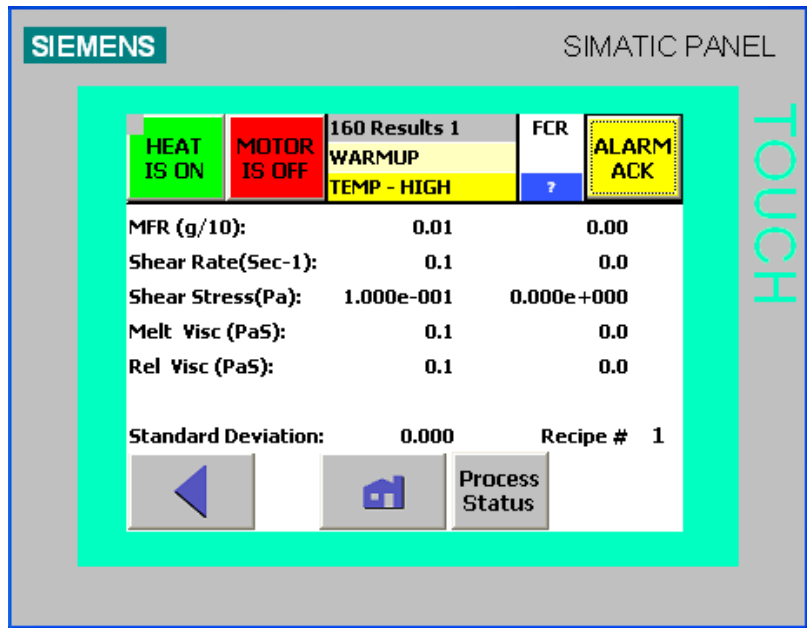 SIEMENS
SIMATIC PANEL
TOUCH
HEAT
IS ON
MOTOR
IS OFF
160 Results 1
WARMUP
TEMP - HIGH
FCR
?
ALARM
ACK
MFR (g/10): 0.01 0.00
Shear Rate(Sec-1): 0.1 0.0
Shear Stress(Pa): 1.000e-001 0.000e+000
Melt Visc (PaS): 0.1 0.0
Rel Visc (PaS): 0.1 0.0
Standard Deviation: 0.000 Recipe # 1
Process
Status